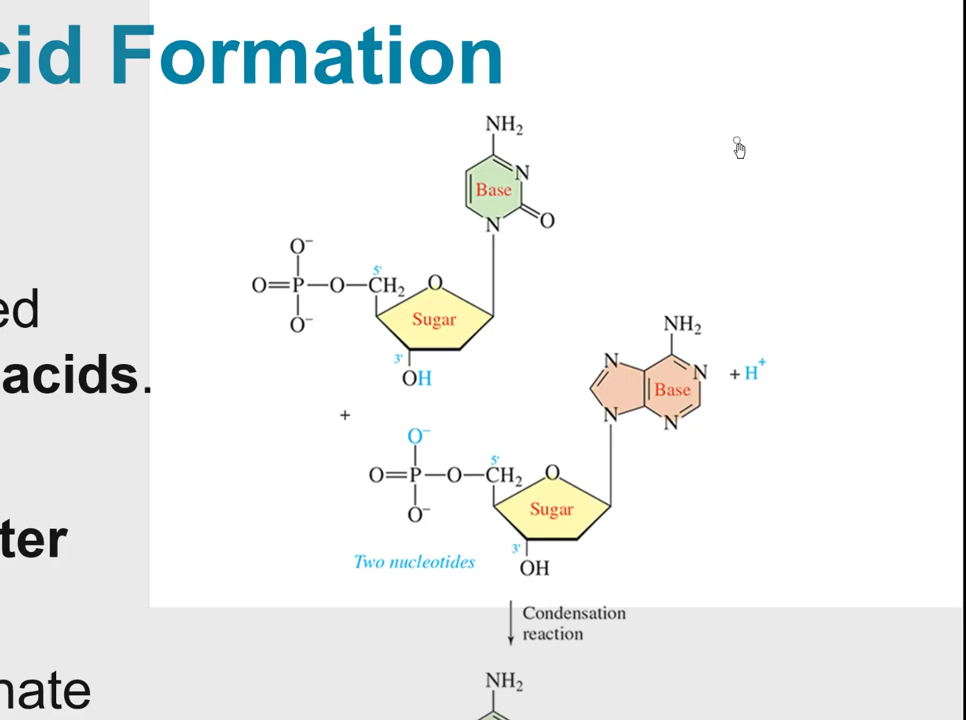 cid Formation
ed
acids.
ter
nate
NH₂
N
Base
N
O
O⁻
O=P—O—CH₂
5'
O
O⁻
Sugar
3'
OH
+
NH₂
N
N
Base
N
N
+ H⁺
O⁻
O=P—O—CH₂
5'
O
O⁻
Sugar
3'
OH
Two nucleotides
Condensation
reaction
NH₂